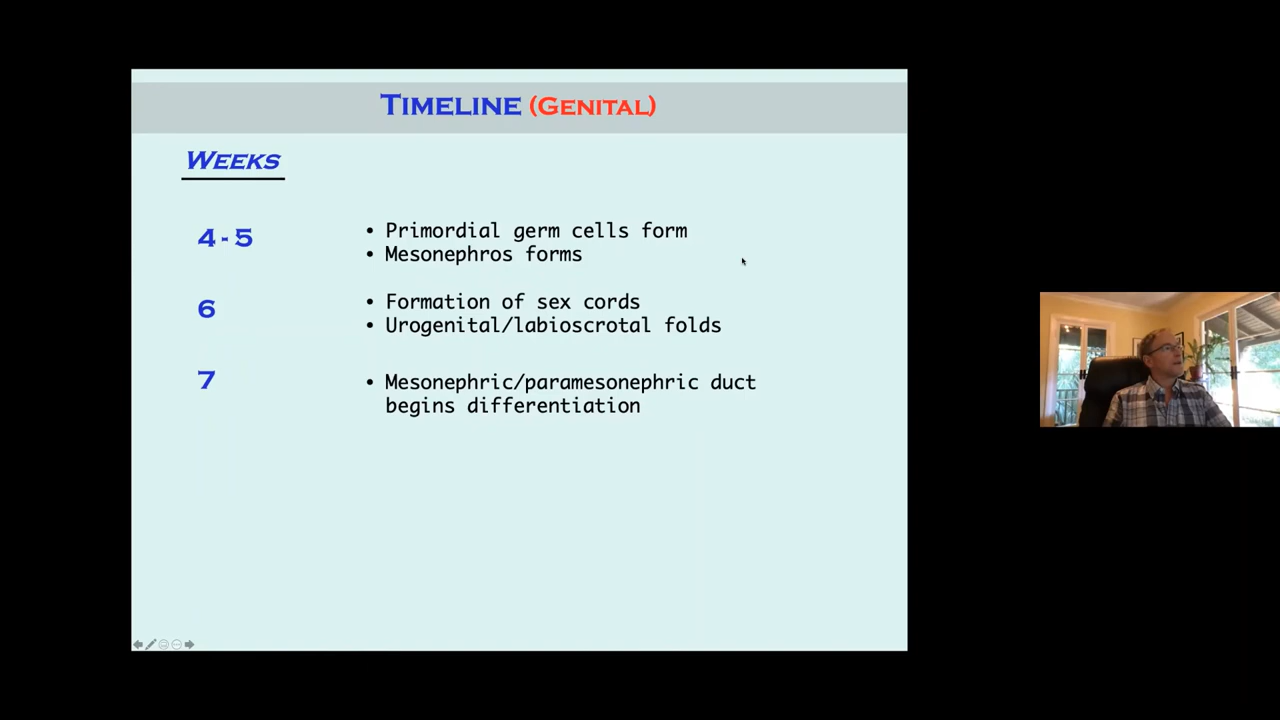 TIMELINE (GENITAL)
WEEKS
4 - 5
• Primordial germ cells form
• Mesonephros forms
6
• Formation of sex cords
• Urogenital/labioscrotal folds
7
• Mesonephric/paramesonephric duct
begins differentiation